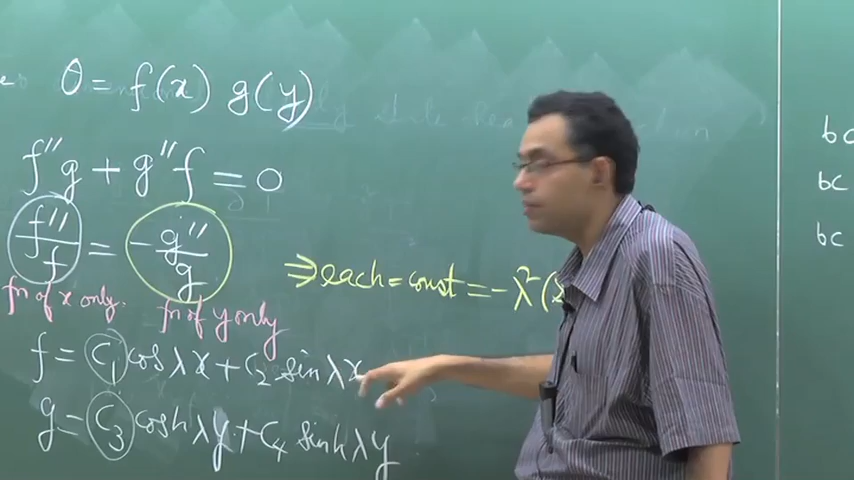 θ = f(x) g(y)
f″g + g″f = 0
f″/f = - g″/g ⇒ each = const = -λ² (
fn of x only. fn of y only
f = C₁ cos λx + C₂ sin λx
g = C₃ cosh λy + C₄ sinh λy
bc
bc
bc